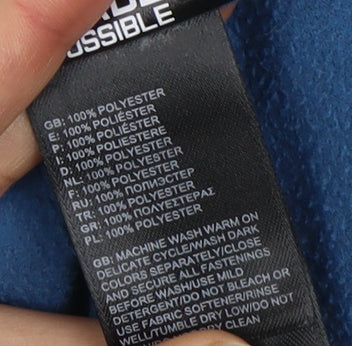 OSSIBLE
GB: 100% POLYESTER
E: 100% POLIÉSTER
P: 100% POLIÉSTER
I: 100% POLIESTERE
D: 100% POLYESTER
NL: 100% POLYESTER
F: 100% POLYESTER
RU: 100% ПОПИЭСТЕР
TR: 100% POLYESTER
GR: 100% ΠΟΛΥΕΣΤΕΡΑΣ
PL: 100% POLYESTER
GB: MACHINE WASH WARM ON
DELICATE CYCLE/WASH DARK
COLORS SEPARATELY/CLOSE
AND SECURE ALL FASTENINGS
BEFORE WASH/USE MILD
DETERGENT/DO NOT BLEACH OR
USE FABRIC SOFTENER/RINSE
WELL/TUMBLE DRY LOW/DO NOT
DRY CLEAN